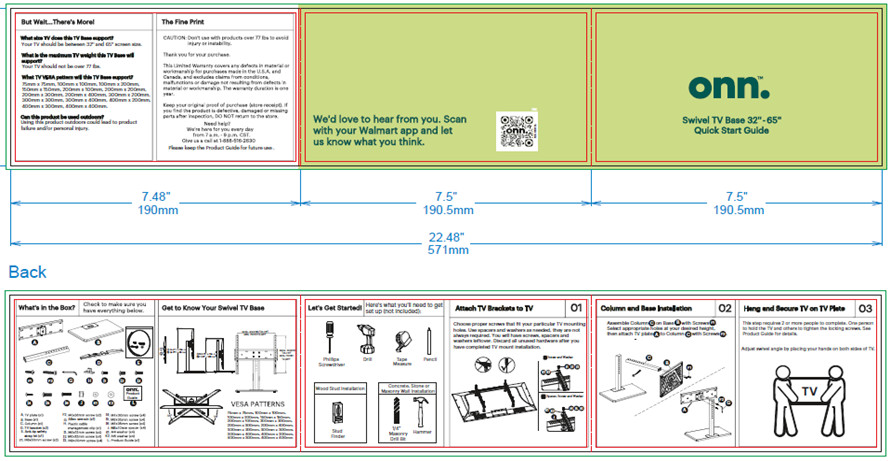 But Wait...There's More!
What size TV does this TV Base support?
Your TV should be between 32" and 65" screen size.
What is the maximum TV weight this TV Base will
support?
Your TV should not be over 77 lbs.
What TV VESA pattern will this TV Base support?
75mm x 75mm, 100mm x 100mm, 100mm x 200mm,
150mm x 150mm, 200mm x 100mm, 200mm x 200mm,
200mm x 300mm, 200mm x 400mm, 300mm x 200mm,
300mm x 300mm, 300mm x 400mm, 400mm x 200mm,
400mm x 300mm, 400mm x 400mm.
Can this product be used outdoors?
Using this product outdoors could lead to product
failure and/or personal injury.
The Fine Print
CAUTION: Don't use with products over 77 lbs to avoid
injury or instability.
Thank you for your purchase.
This Limited Warranty covers any defects in material or
workmanship for purchases made in the U.S.A. and
Canada, and excludes claims from conditions,
malfunctions or damage not resulting from defects in
material or workmanship. The warranty duration is one
year.
Keep your original proof of purchase (store receipt). If
you find the product is defective, damaged or missing
parts after inspection, DO NOT return to the store.
Need help?
We're here for you every day
from 7 a.m. - 9 p.m. CST.
Give us a call at 1-888-516-2630
Please keep the Product Guide for future use.
We'd love to hear from you. Scan
with your Walmart app and let
us know what you think.
onn.
onn.™
Swivel TV Base 32"-65"
Quick Start Guide
7.48"
190mm
7.5"
190.5mm
7.5"
190.5mm
22.48"
571mm
Back
What's in the Box?
Check to make sure you
have everything below.
Get to Know Your Swivel TV Base
VESA PATTERNS
Let's Get Started!
Here's what you'll need to get
set up (not included):
Phillips
Screwdriver
Drill
Tape
Measure
Pencil
Wood Stud Installation
Stud
Finder
Concrete, Stone or
Masonry Wall Installation
1/4"
Masonry
Drill Bit
Hammer
Attach TV Brackets to TV
01
Choose proper screws that fit your particular TV mounting
holes. Use spacers and washers as needed, they are not
always required. You will have screws, spacers and
washers leftover. Discard all unused hardware after you
have completed TV mount installation.
Column and Base Installation
02
Assemble Column C on Base B with Screws M.
Select appropriate holes at your desired height,
then attach TV plate A to Column C with Screws
Hang and Secure TV on TV Plate
03
This step requires 2 or more people to complete. One person
to hold the TV and others to tighten the locking screws. See
Product Guide for details.
Adjust swivel angle by placing your hands on both sides of TV.
TV